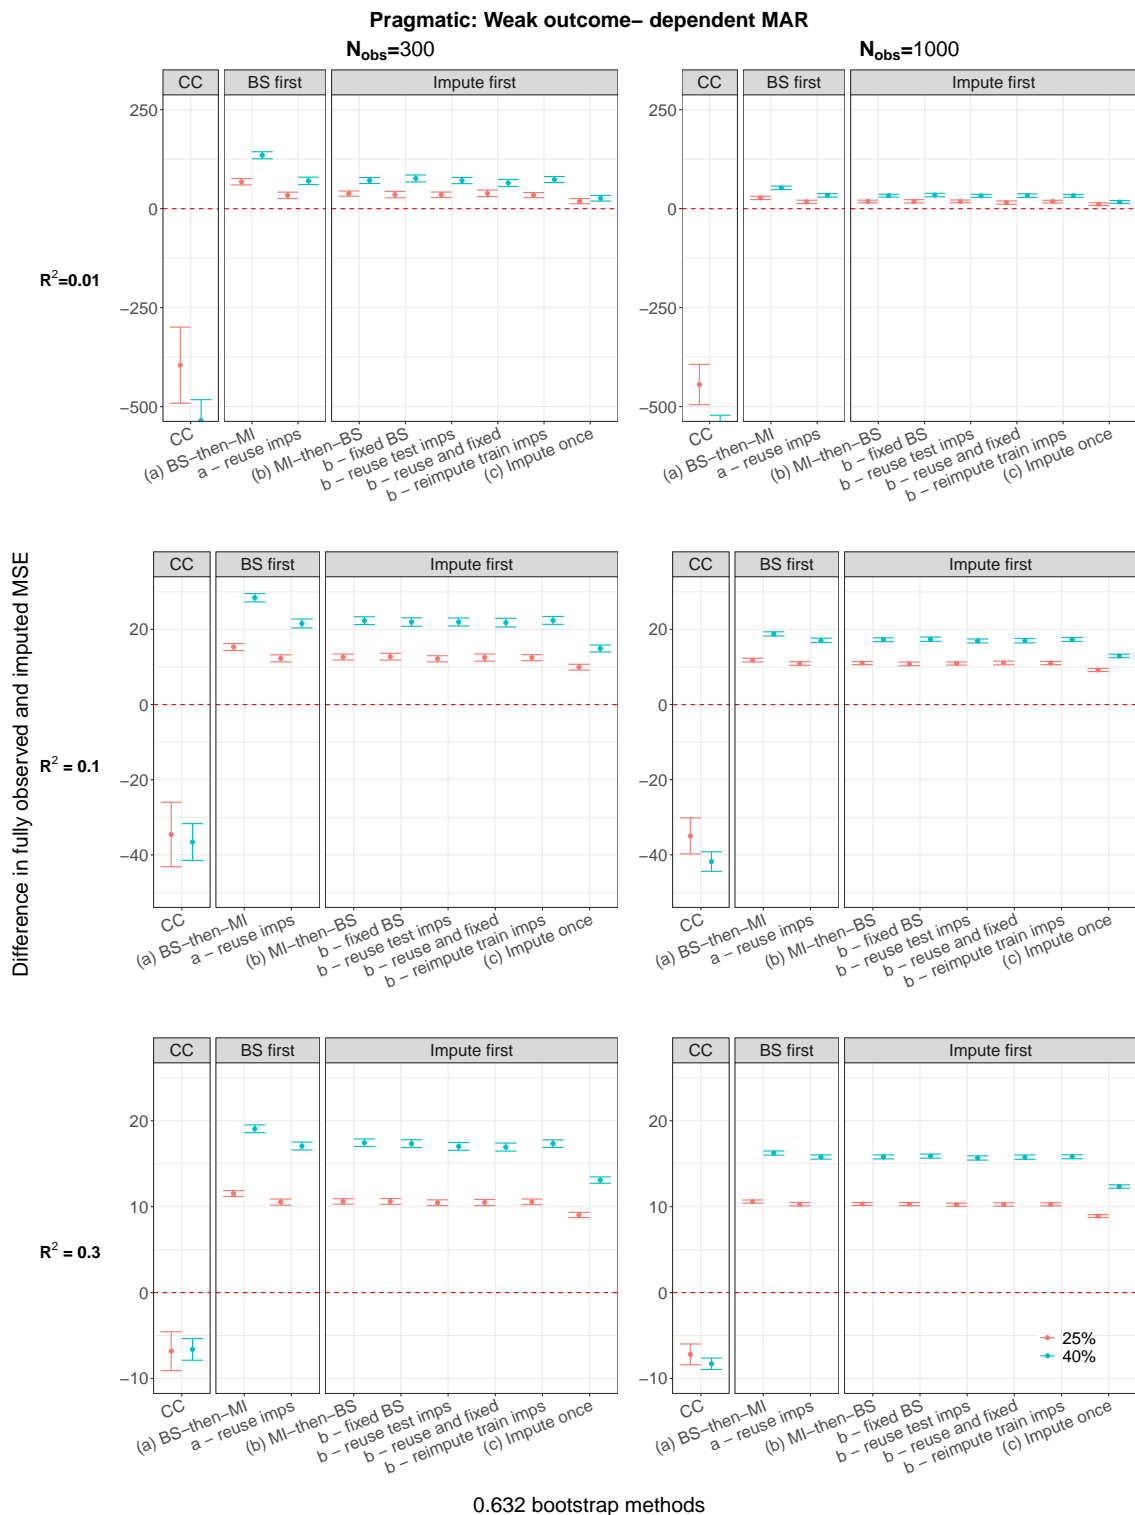 Pragmatic: Weak outcome− dependent MAR
Nobs=300
Nobs=1000
Difference in fully observed and imputed MSE
R2=0.01
CC
BS first
Impute first
250
0
−250
−500
CC
(a) BS−then−MI
a − reuse imps
(b) MI−then−BS
b − fixed BS
b − reuse test imps
b − reuse and fixed
b − reimpute train imps
(c) Impute once
CC
BS first
Impute first
250
0
−250
−500
CC
(a) BS−then−MI
a − reuse imps
(b) MI−then−BS
b − fixed BS
b − reuse test imps
b − reuse and fixed
b − reimpute train imps
(c) Impute once
R2 = 0.1
CC
BS first
Impute first
20
0
−20
−40
CC
(a) BS−then−MI
a − reuse imps
(b) MI−then−BS
b − fixed BS
b − reuse test imps
b − reuse and fixed
b − reimpute train imps
(c) Impute once
CC
BS first
Impute first
20
0
−20
−40
CC
(a) BS−then−MI
a − reuse imps
(b) MI−then−BS
b − fixed BS
b − reuse test imps
b − reuse and fixed
b − reimpute train imps
(c) Impute once
R2 = 0.3
CC
BS first
Impute first
20
10
0
−10
CC
(a) BS−then−MI
a − reuse imps
(b) MI−then−BS
b − fixed BS
b − reuse test imps
b − reuse and fixed
b − reimpute train imps
(c) Impute once
CC
BS first
Impute first
20
10
0
−10
25%
40%
CC
(a) BS−then−MI
a − reuse imps
(b) MI−then−BS
b − fixed BS
b − reuse test imps
b − reuse and fixed
b − reimpute train imps
(c) Impute once
0.632 bootstrap methods